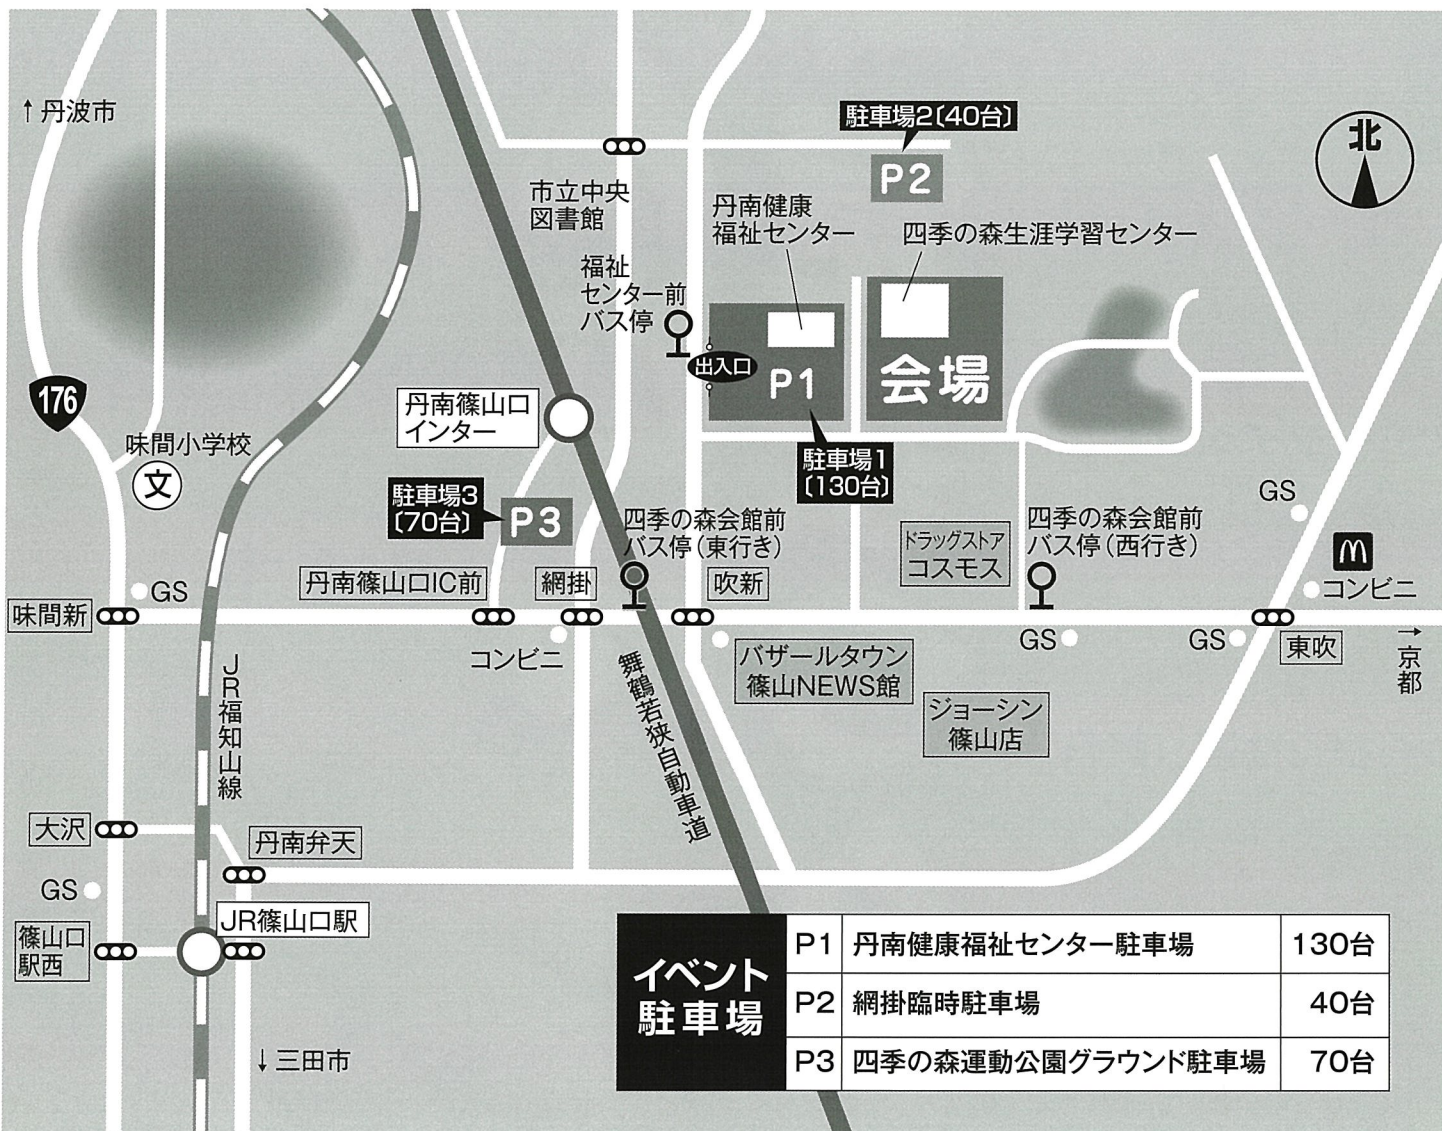 ↑丹波市
駐車場2〔40台〕
P2
北
市立中央
図書館
丹南健康
福祉センター
四季の森生涯学習センター
福祉
センター前
バス停
出入口
P1
会場
176
丹南篠山口
インター
味間小学校
文
駐車場1
〔130台〕
駐車場3
〔70台〕
P3
四季の森会館前
バス停(東行き)
ドラッグストア
コスモス
四季の森会館前
バス停(西行き)
GS
M
コンビニ
GS
丹南篠山口IC前
網掛
吹新
味間新
コンビニ
GS
GS
東吹
→
京都
バザールタウン
篠山NEWS館
ジョーシン
篠山店
JR福知山線
舞鶴若狭自動車道
大沢
丹南弁天
GS
JR篠山口駅
篠山口
駅西
↓三田市
イベント
駐車場
P1 丹南健康福祉センター駐車場 130台
P2 網掛臨時駐車場 40台
P3 四季の森運動公園グラウンド駐車場 70台